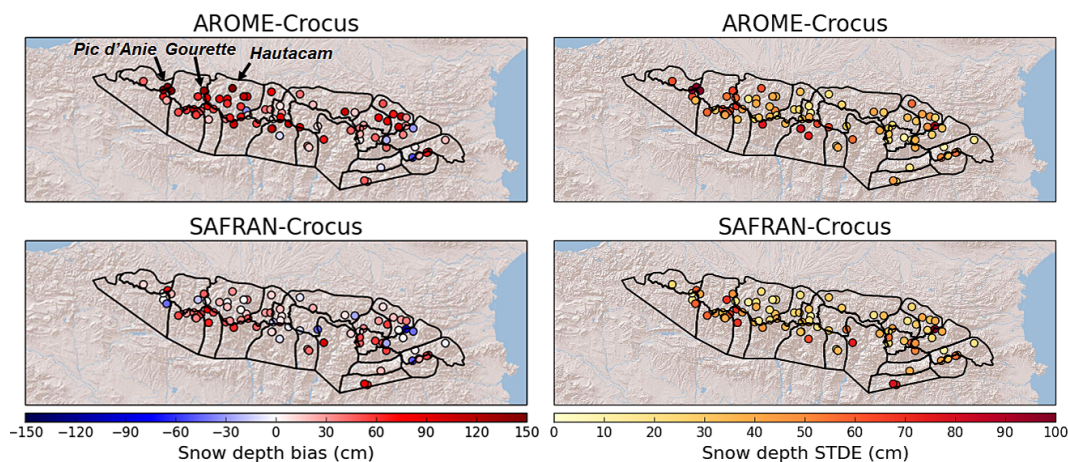 AROME-Crocus
AROME-Crocus
Pic d'Anie Gourette Hautacam
SAFRAN-Crocus
SAFRAN-Crocus
−150 −120 −90 −60 −30 0 30 60 90 120 150
0 10 20 30 40 50 60 70 80 90 100
Snow depth bias (cm)
Snow depth STDE (cm)